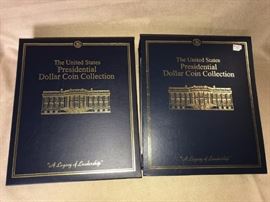 The United States
Presidential
Dollar Coin Collection
"A Legacy of Leadership"
The United States
Presidential
Dollar Coin Collection
"A Legacy of Leadership"